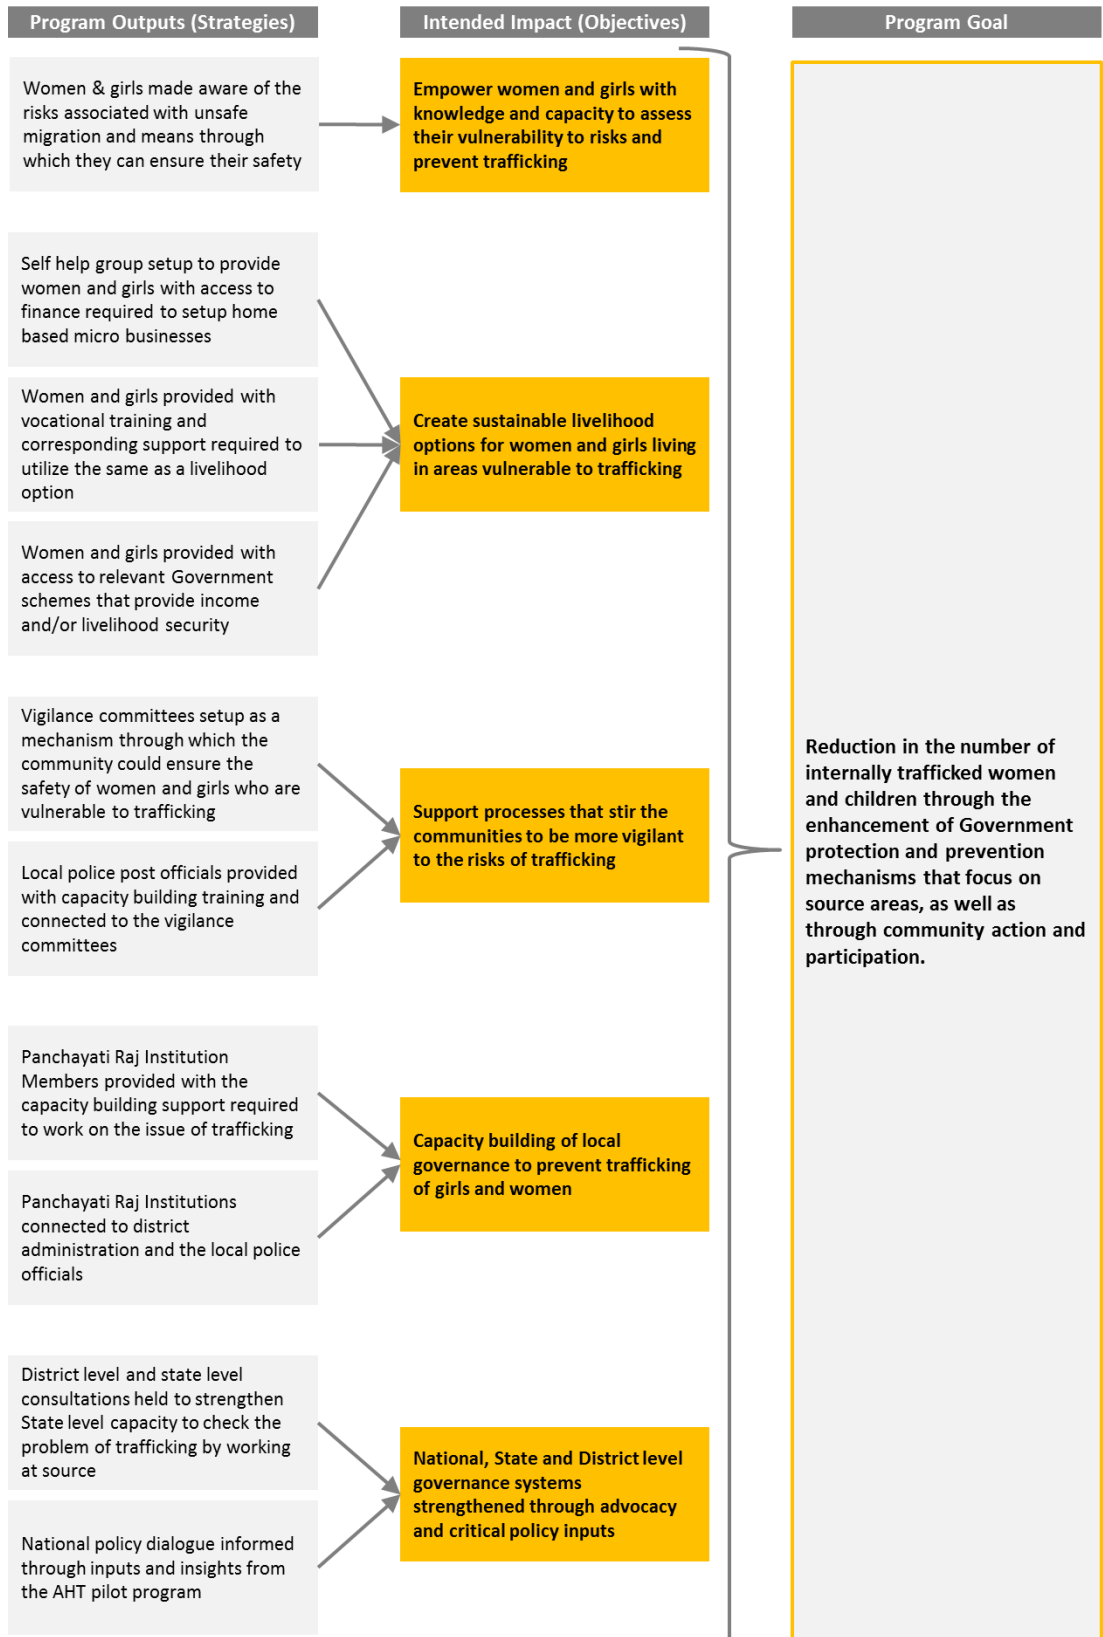 Program Outputs (Strategies)
Intended Impact (Objectives)
Program Goal
Women & girls made aware of the
risks associated with unsafe
migration and means through
which they can ensure their safety
Empower women and girls with
knowledge and capacity to assess
their vulnerability to risks and
prevent trafficking
Self help group setup to provide
women and girls with access to
finance required to setup home
based micro businesses
Women and girls provided with
vocational training and
corresponding support required to
utilize the same as a livelihood
option
Women and girls provided with
access to relevant Government
schemes that provide income
and/or livelihood security
Create sustainable livelihood
options for women and girls living
in areas vulnerable to trafficking
Vigilance committees setup as a
mechanism through which the
community could ensure the
safety of women and girls who are
vulnerable to trafficking
Local police post officials provided
with capacity building training and
connected to the vigilance
committees
Support processes that stir the
communities to be more vigilant
to the risks of trafficking
Panchayati Raj Institution
Members provided with the
capacity building support required
to work on the issue of trafficking
Panchayati Raj Institutions
connected to district
administration and the local police
officials
Capacity building of local
governance to prevent trafficking
of girls and women
District level and state level
consultations held to strengthen
State level capacity to check the
problem of trafficking by working
at source
National policy dialogue informed
through inputs and insights from
the AHT pilot program
National, State and District level
governance systems
strengthened through advocacy
and critical policy inputs
Reduction in the number of
internally trafficked women
and children through the
enhancement of Government
protection and prevention
mechanisms that focus on
source areas, as well as
through community action and
participation.